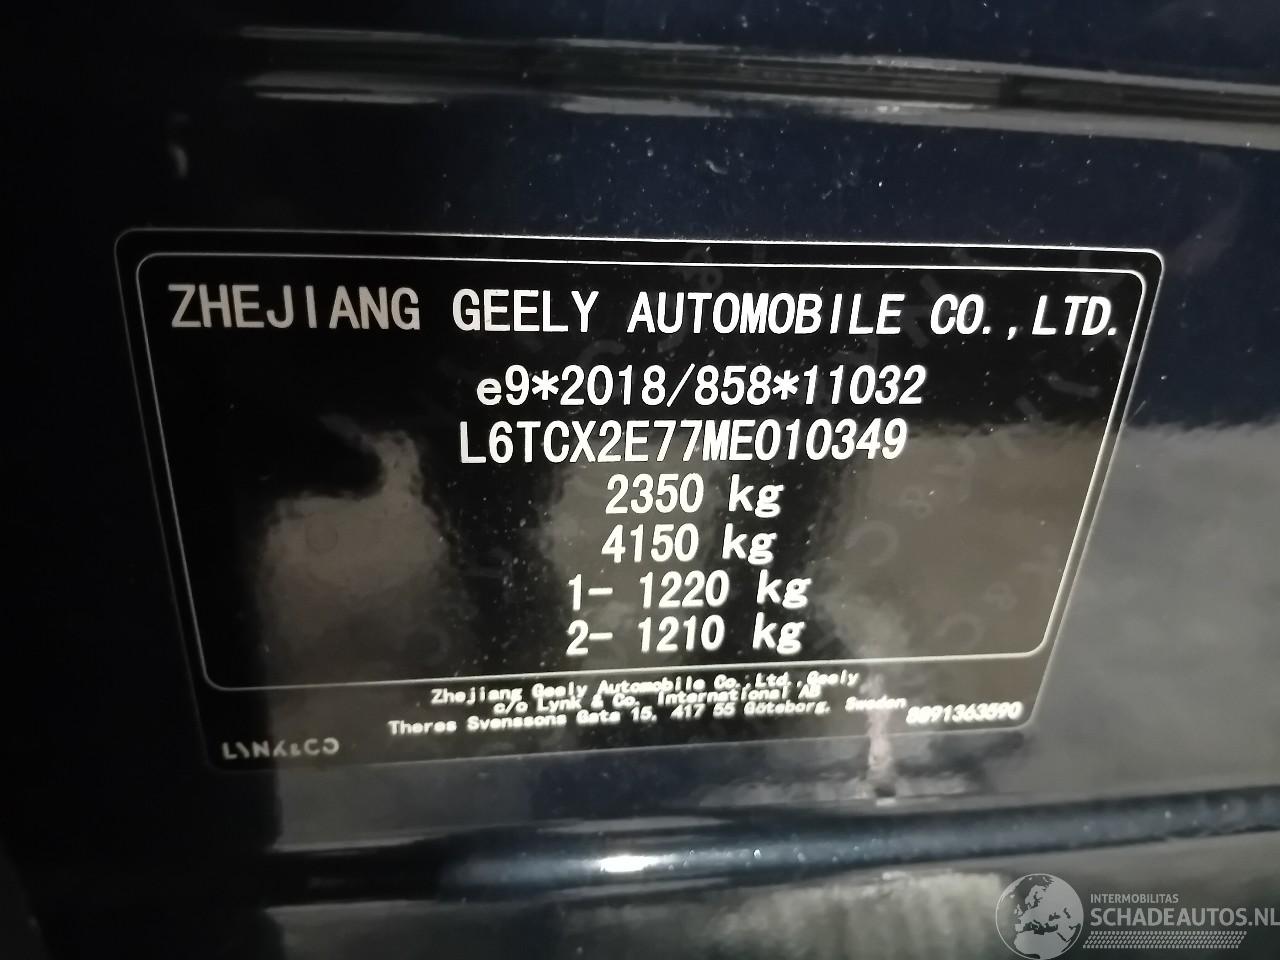 ZHEJIANG GEELY AUTOMOBILE CO.,LTD.
e9*2018/858*11032
L6TCX2E77ME010349
2350 kg
4150 kg
1- 1220 kg
2- 1210 kg
Zhejiang Geely Automobile Co.,Ltd.,Geely
c/o Lynk & Co. International AB
Theres Svenssons Gata 15, 417 55 Göteborg, Sweden
8891363590
LYNK&CO
INTERMOBILITAS
SCHADEAUTOS.NL